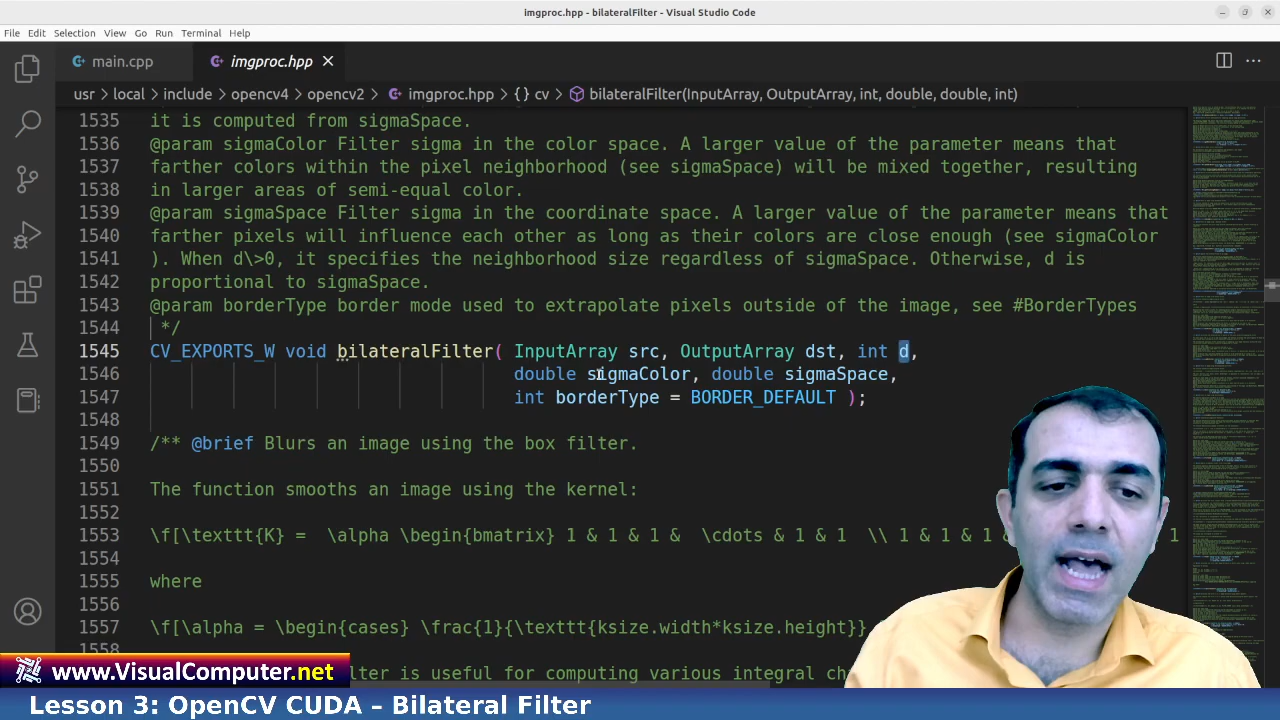 imgproc.hpp - bilateralFilter - Visual Studio Code
File Edit Selection View Go Run Terminal Help
main.cpp imgproc.hpp
usr local include opencv4 opencv2 imgproc.hpp {} cv bilateralFilter(InputArray, OutputArray, int, double, double, int)
1535 it is computed from sigmaSpace.
1536 @param sigmaColor Filter sigma in the color space. A larger value of the parameter means that
1537 farther colors within the pixel neighborhood (see sigmaSpace) will be mixed together, resulting
1538 in larger areas of semi-equal color.
1539 @param sigmaSpace Filter sigma in the coordinate space. A larger value of the parameter means that
1540 farther pixels will influence each other as long as their colors are close enough (see sigmaColor
1541 ). When d\>0, it specifies the neighborhood size regardless of sigmaSpace. Otherwise, d is
1542 proportional to sigmaSpace.
1543 @param borderType border mode used to extrapolate pixels outside of the image, see #BorderTypes
1544 */
1545 CV_EXPORTS_W void bilateralFilter( InputArray src, OutputArray dst, int d,
1546 double sigmaColor, double sigmaSpace,
1547 int borderType = BORDER_DEFAULT );
1548
1549 /** @brief Blurs an image using the box filter.
1550
1551 The function smooths an image using the kernel:
1552
1553 \f[\texttt{K} = \alpha \begin{bmatrix} 1 & 1 & 1 & \cdots & 1 & 1 \\ 1 & 1 & 1 & 1
1554
1555 where
1556
1557 \f[\alpha = \begin{cases} \frac{1}{\texttt{ksize.width*ksize.height}}
1558
ilter is useful for computing various integral ch
www.VisualComputer.net
Lesson 3: OpenCV CUDA – Bilateral Filter